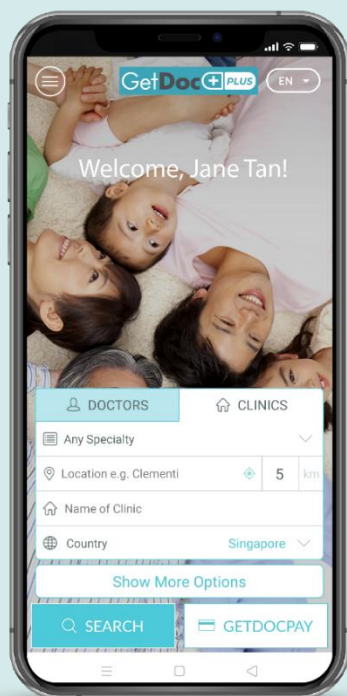 GetDoc PLUS
EN
Welcome, Jane Tan!
DOCTORS
CLINICS
Any Specialty
Location e.g. Clementi
5
km
Name of Clinic
Country
Singapore
Show More Options
SEARCH
GETDOCPAY